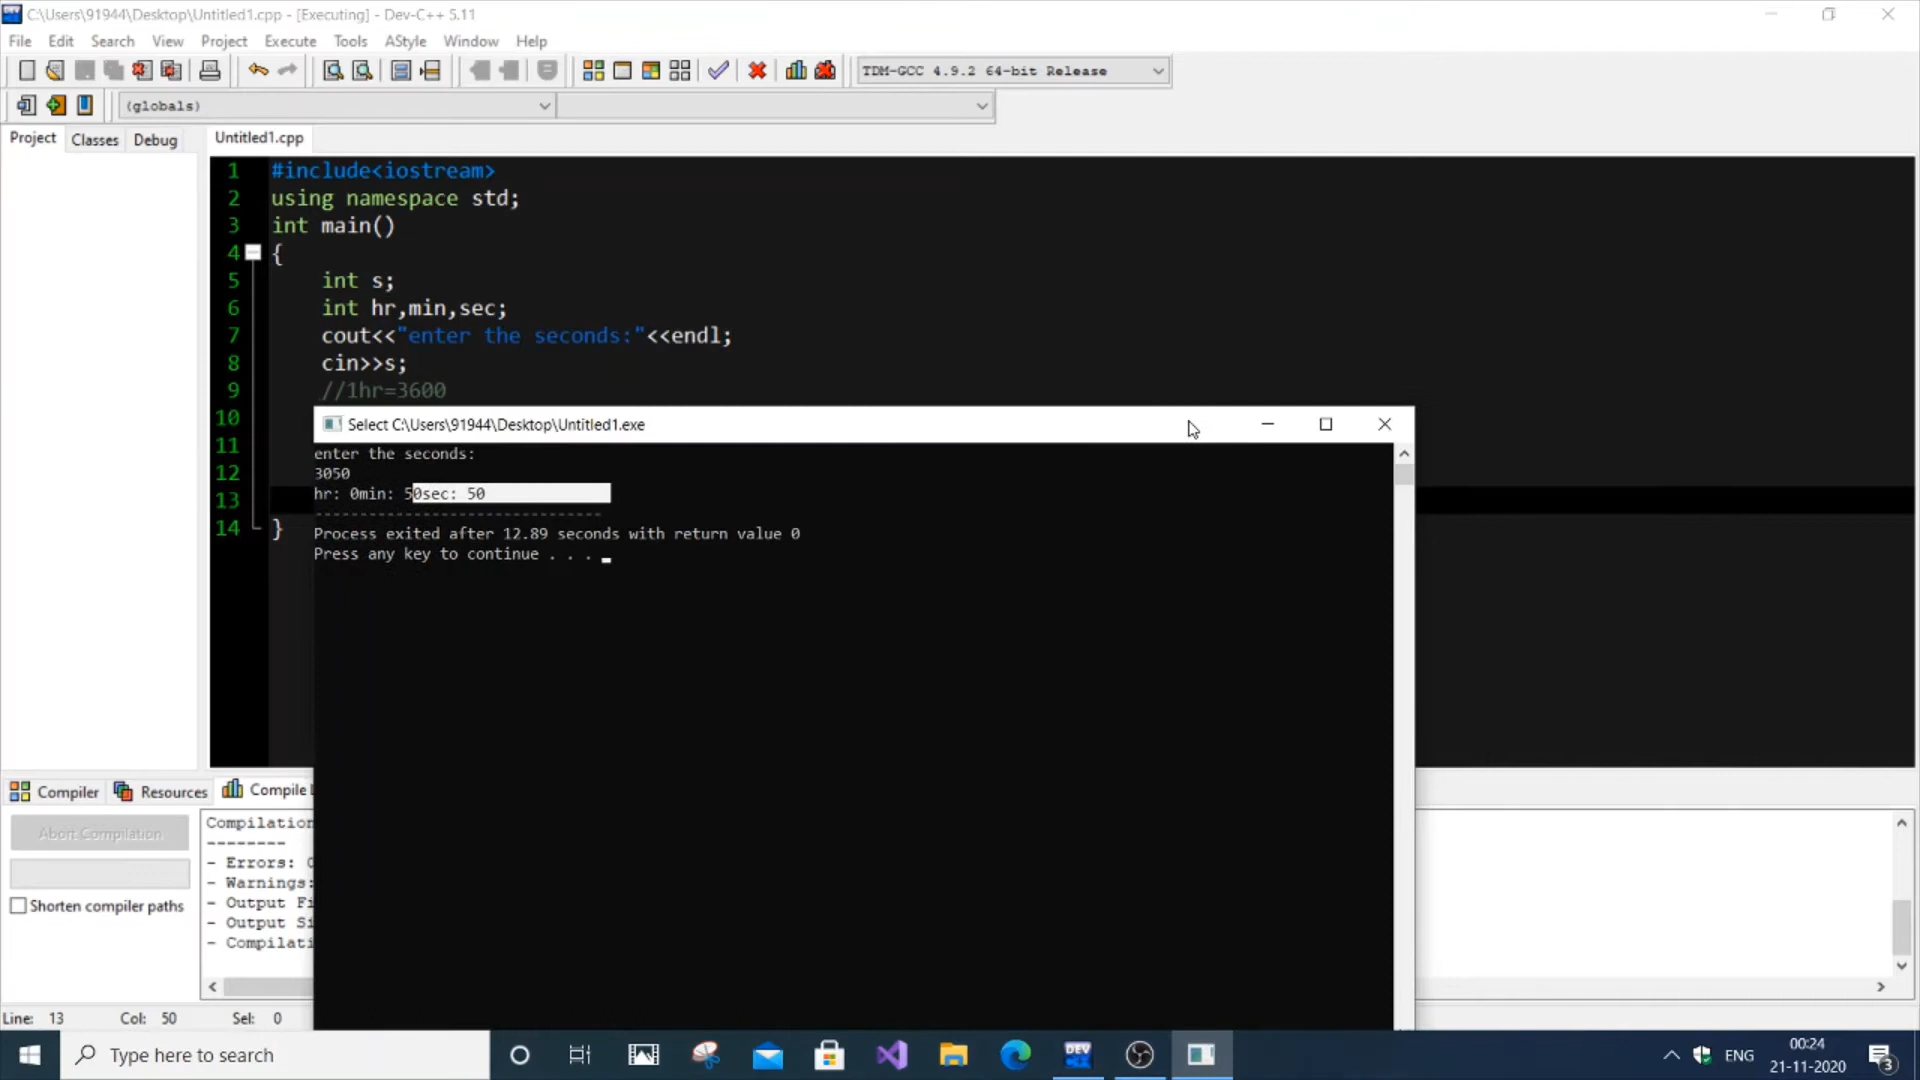 C:\Users\91944\Desktop\Untitled1.cpp - [Executing] - Dev-C++ 5.11
File Edit Search View Project Execute Tools AStyle Window Help
TDM-GCC 4.9.2 64-bit Release
(globals)
Project Classes Debug Untitled1.cpp
1 #include<iostream>
2 using namespace std;
3 int main()
4 {
5 int s;
6 int hr,min,sec;
7 cout<<"enter the seconds:"<<endl;
8 cin>>s;
9 //1hr=3600
10
11
12
13
14 }
Select C:\Users\91944\Desktop\Untitled1.exe
enter the seconds:
3050
hr: 0min: 50sec: 50
--------------------------------
Process exited after 12.89 seconds with return value 0
Press any key to continue . . .
Compiler Resources Compile
Abort Compilation
Shorten compiler paths
Compilation
--------
- Errors: 0
- Warnings:
- Output Fi
- Output Si
- Compilati
Line: 13 Col: 50 Sel: 0
Type here to search
DEV
ENG
00:24
21-11-2020
3